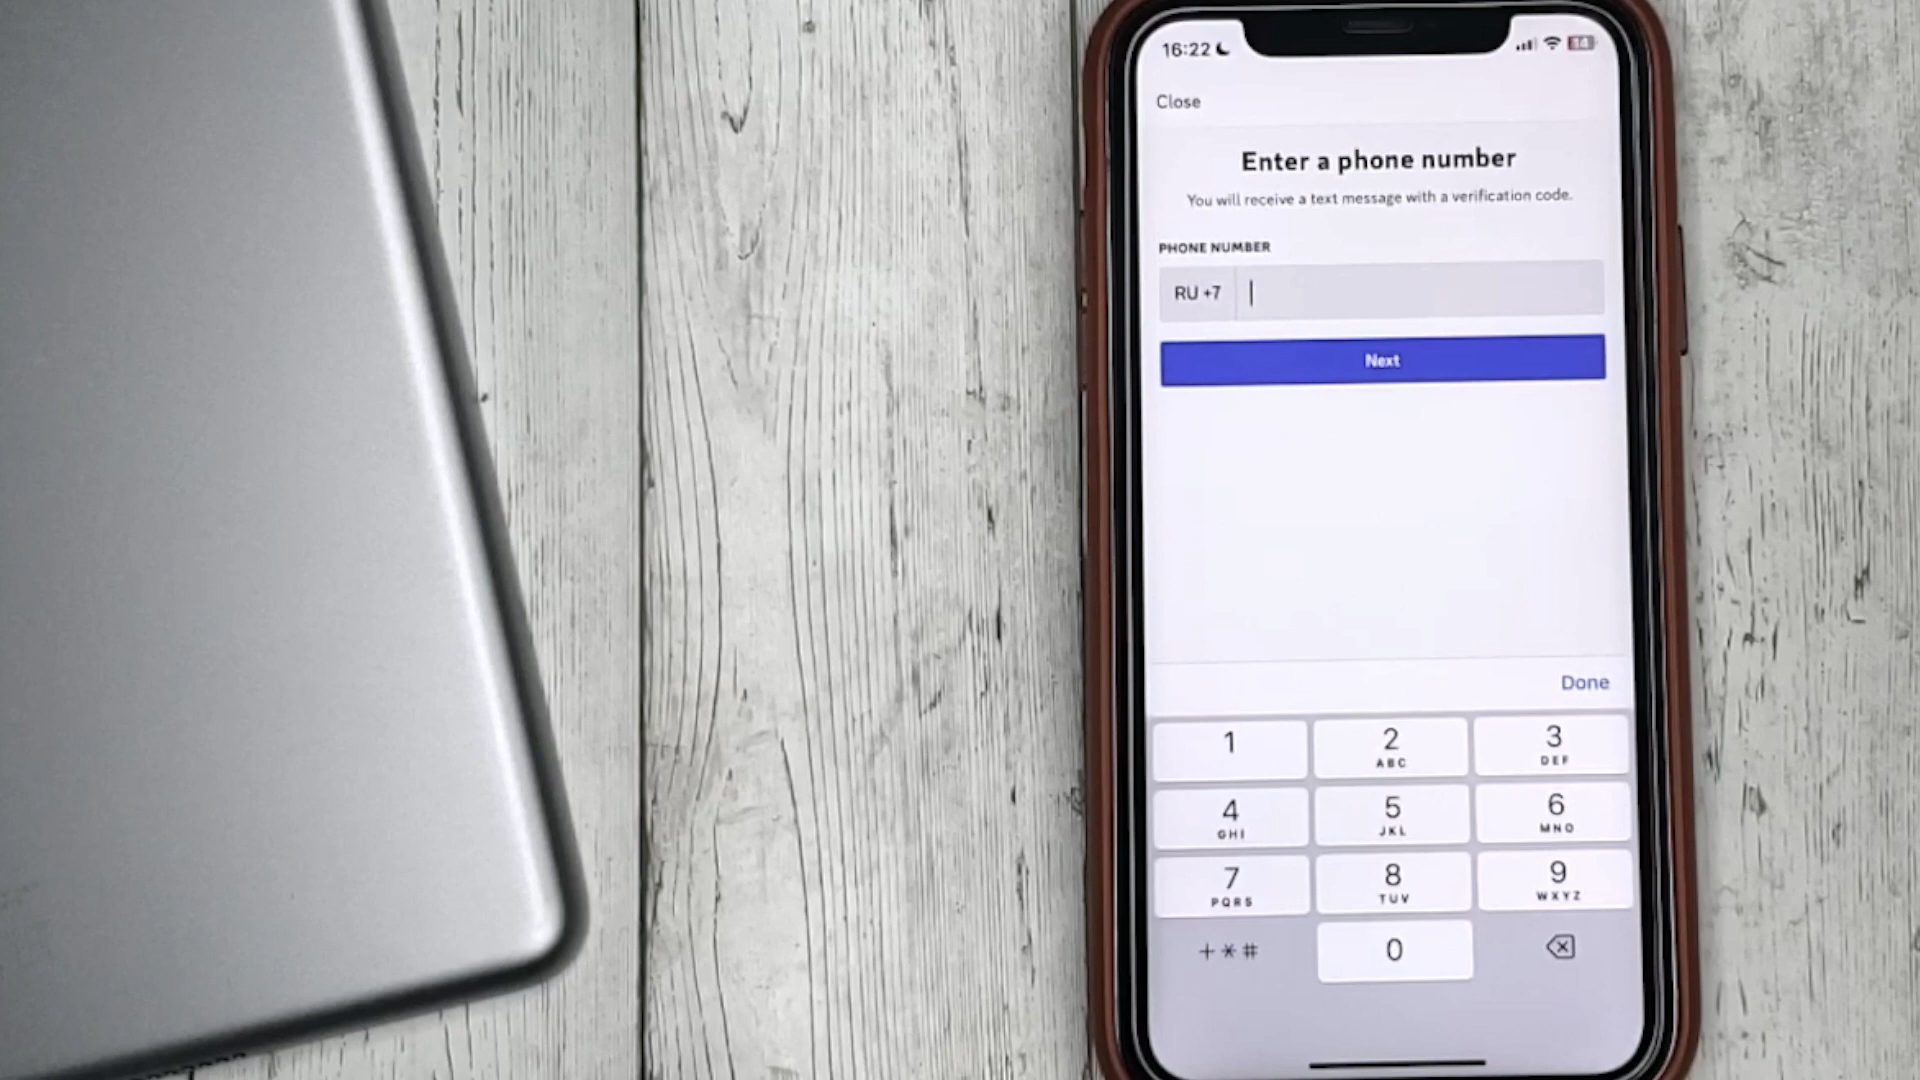 16:22
14
Close
Enter a phone number
You will receive a text message with a verification code.
PHONE NUMBER
RU +7
Next
Done
1
2
ABC
3
DEF
4
GHI
5
JKL
6
MNO
7
PQRS
8
TUV
9
WXYZ
+*#
0